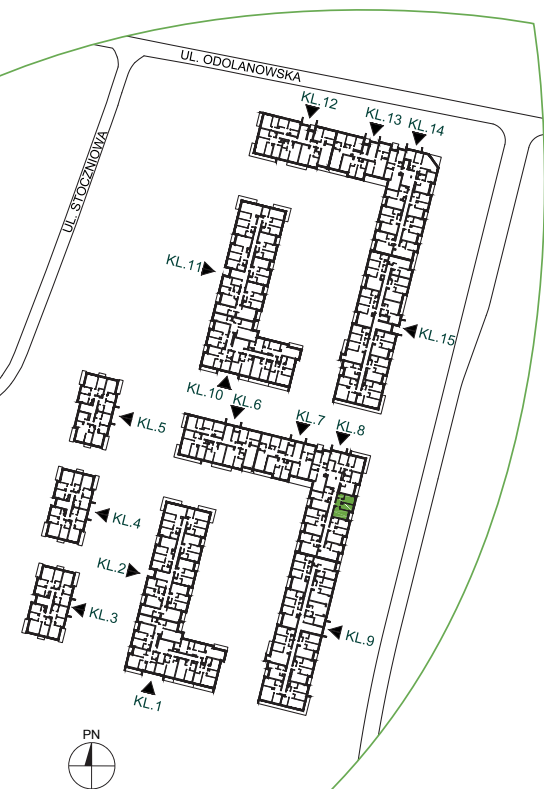 UL. ODOLANOWSKA
UL. STOCZNIOWA
KL.12
KL.13
KL.14
KL.11
KL.15
KL.10
KL.6
KL.7
KL.8
KL.5
KL.4
KL.2
KL.3
KL.9
KL.1
PN